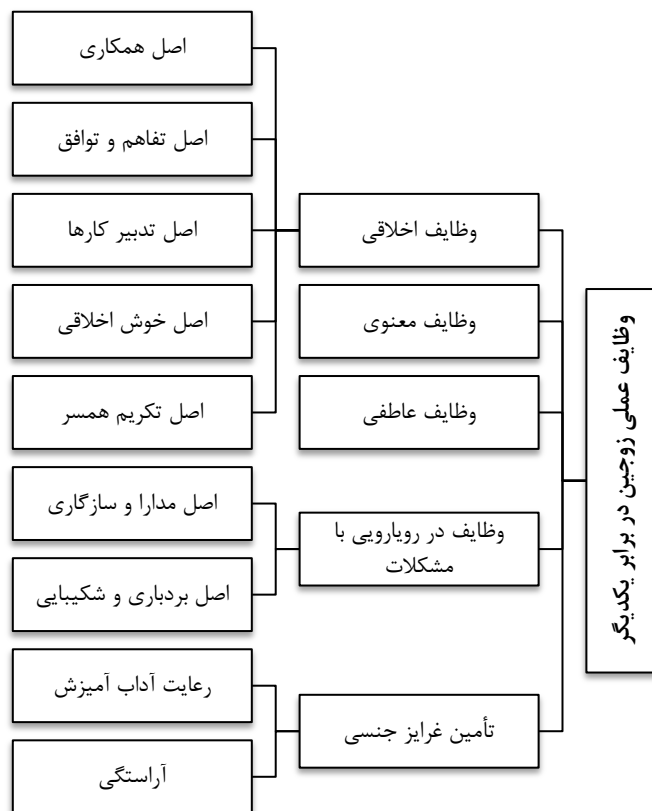 وظایف عملی زوجین در برابر یکدیگر
وظایف اخلاقی
اصل همکاری
اصل تفاهم و توافق
اصل تدبیر کارها
اصل خوش اخلاقی
اصل تکریم همسر
وظایف معنوی
وظایف عاطفی
وظایف در رویارویی با
مشکلات
اصل مدارا و سازگاری
اصل بردباری و شکیبایی
تأمین غرایز جنسی
رعایت آداب آمیزش
آراستگی